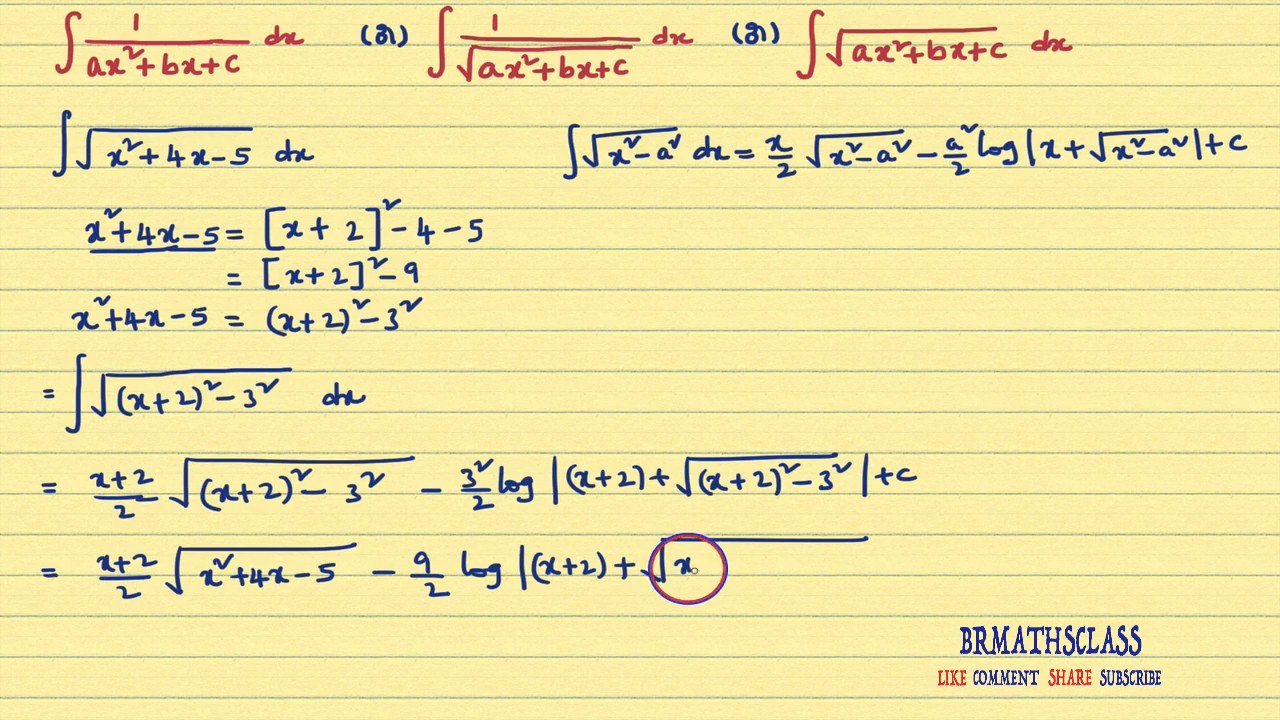 ∫ 1/(ax²+bx+c) dx (லி) ∫ 1/√(ax²+bx+c) dx (லி) ∫ √(ax²+bx+c) dx
∫ √(x²+4x-5) dx ∫ √(x²-a²) dx = x/2 √(x²-a²) - a²/2 log|x + √(x²-a²)| + c
x²+4x-5 = [x+2]² - 4 - 5
= [x+2]² - 9
x²+4x-5 = (x+2)² - 3²
= ∫ √((x+2)² - 3²) dx
= (x+2)/2 √((x+2)² - 3²) - 3²/2 log |(x+2) + √((x+2)² - 3²)| + c
= (x+2)/2 √(x²+4x-5) - 9/2 log |(x+2) + √x
BRMATHSCLASS
LIKE COMMENT SHARE SUBSCRIBE